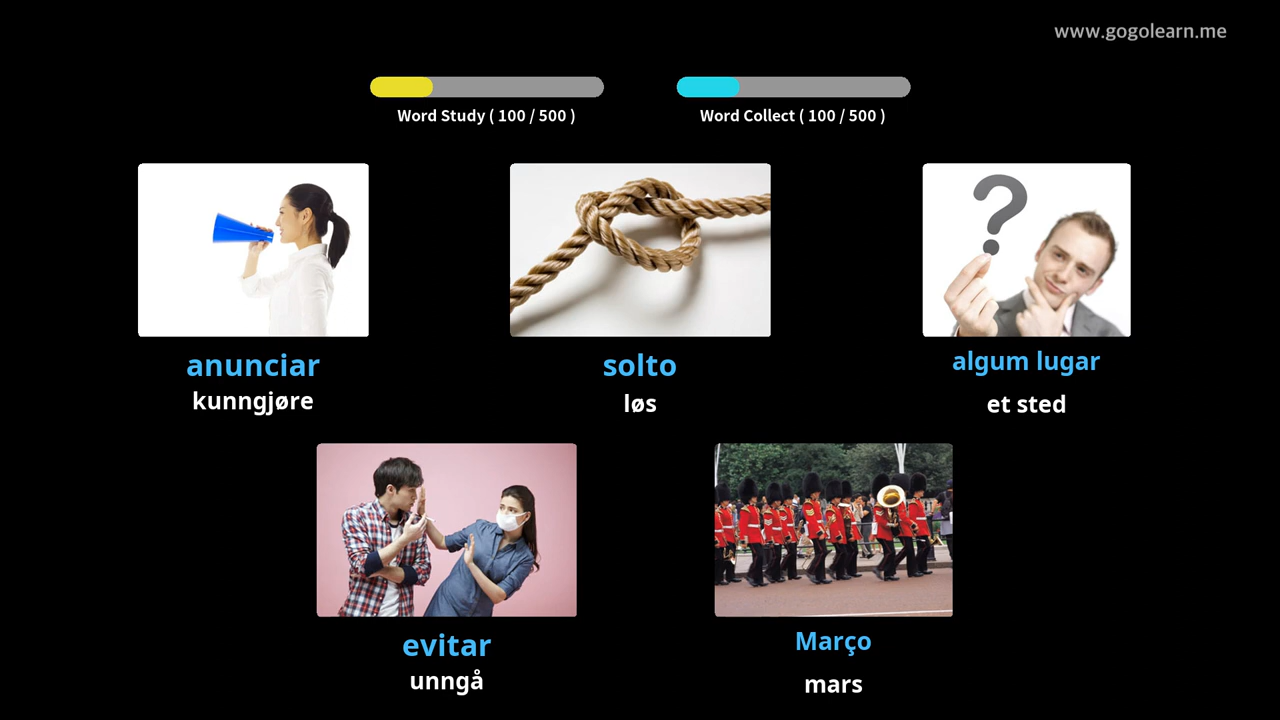 www.gogolearn.me
Word Study ( 100 / 500 )
Word Collect ( 100 / 500 )
anunciar
kunngjøre
solto
løs
algum lugar
et sted
evitar
unngå
Março
mars